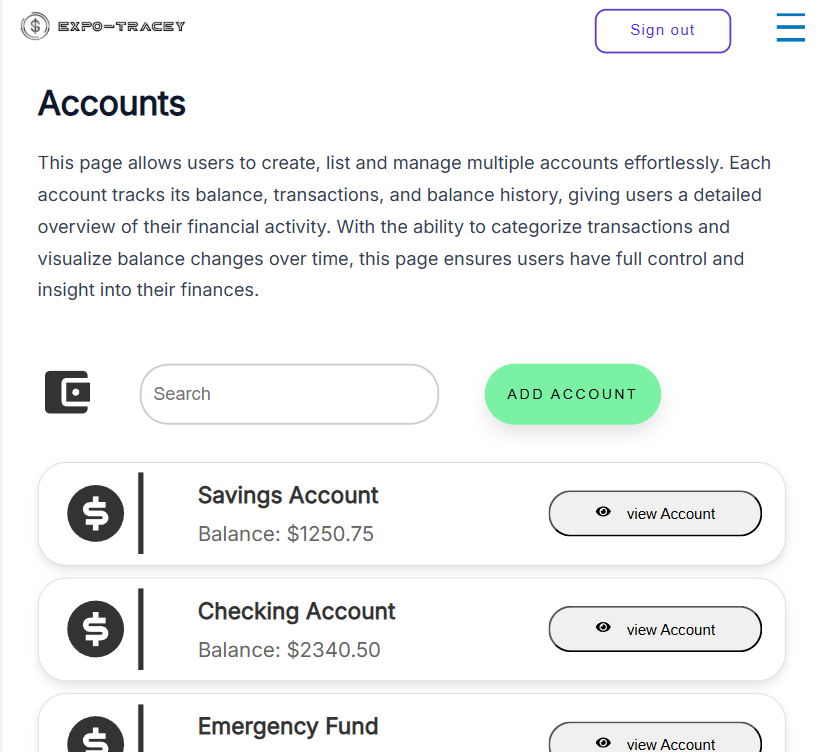 EXPO-TRACEY
Sign out
Accounts
This page allows users to create, list and manage multiple accounts effortlessly. Each
account tracks its balance, transactions, and balance history, giving users a detailed
overview of their financial activity. With the ability to categorize transactions and
visualize balance changes over time, this page ensures users have full control and
insight into their finances.
Search
ADD ACCOUNT
Savings Account
Balance: $1250.75
view Account
Checking Account
Balance: $2340.50
view Account
Emergency Fund
view Account